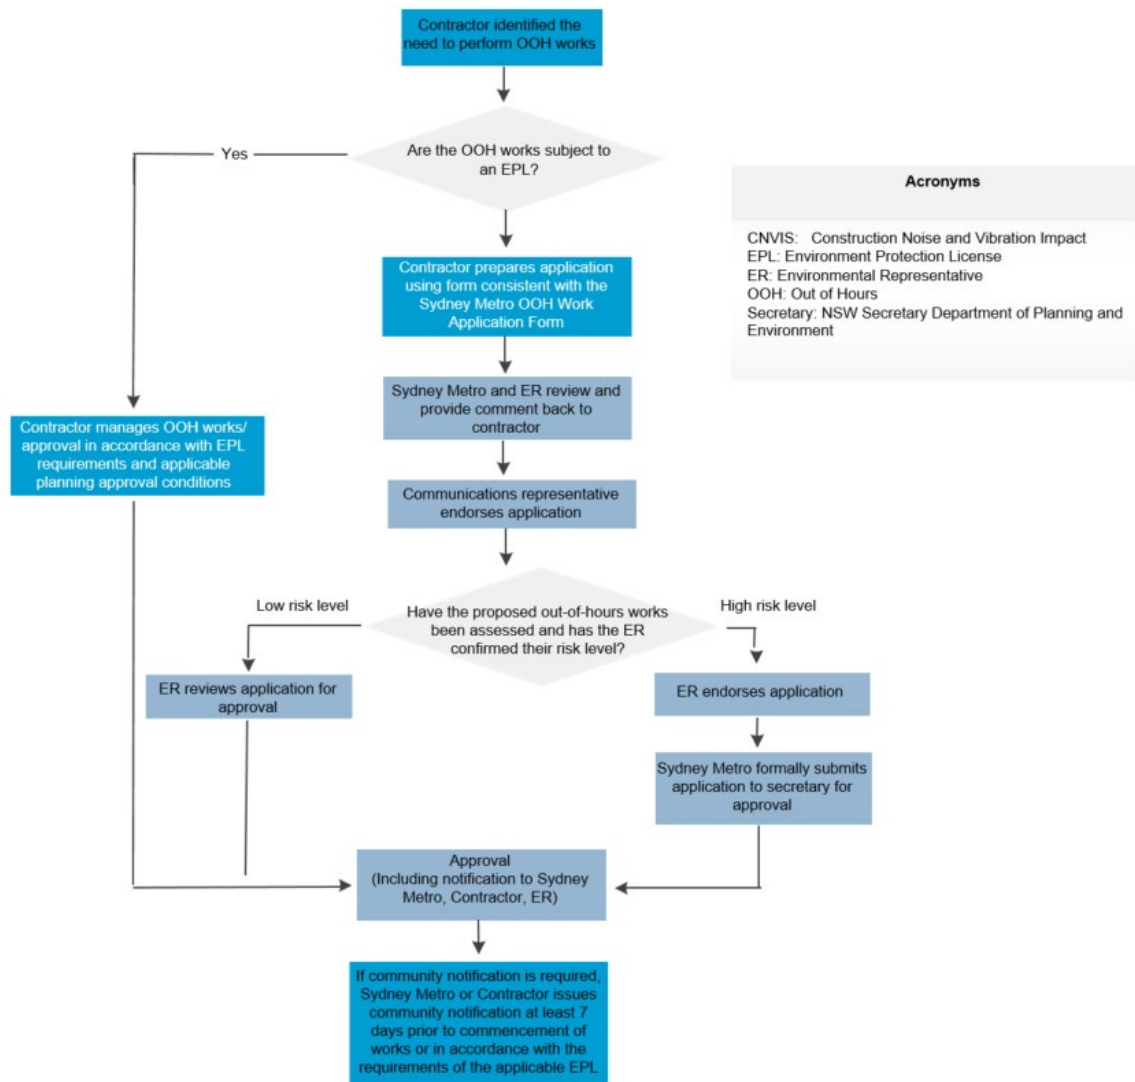 Contractor identified the
need to perform OOH works
Yes
Are the OOH works subject to
an EPL?
Acronyms
CNVIS: Construction Noise and Vibration Impact
EPL: Environment Protection License
ER: Environmental Representative
OOH: Out of Hours
Secretary: NSW Secretary Department of Planning and
Environment
Contractor prepares application
using form consistent with the
Sydney Metro OOH Work
Application Form
Sydney Metro and ER review and
provide comment back to
contractor
Contractor manages OOH works/
approval in accordance with EPL
requirements and applicable
planning approval conditions
Communications representative
endorses application
Low risk level
Have the proposed out-of-hours works
been assessed and has the ER
confirmed their risk level?
High risk level
ER reviews application for
approval
ER endorses application
Sydney Metro formally submits
application to secretary for
approval
Approval
(Including notification to Sydney
Metro, Contractor, ER)
If community notification is required,
Sydney Metro or Contractor issues
community notification at least 7
days prior to commencement of
works or in accordance with the
requirements of the applicable EPL